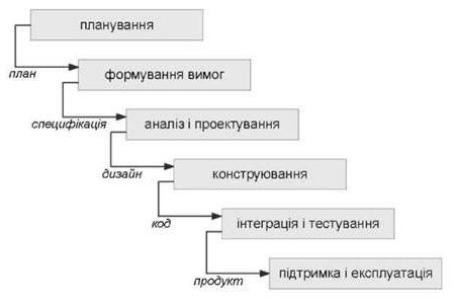 планування
план
формування вимог
специфікація
аналіз і проектування
дизайн
конструювання
код
інтеграція і тестування
продукт
підтримка і експлуатація